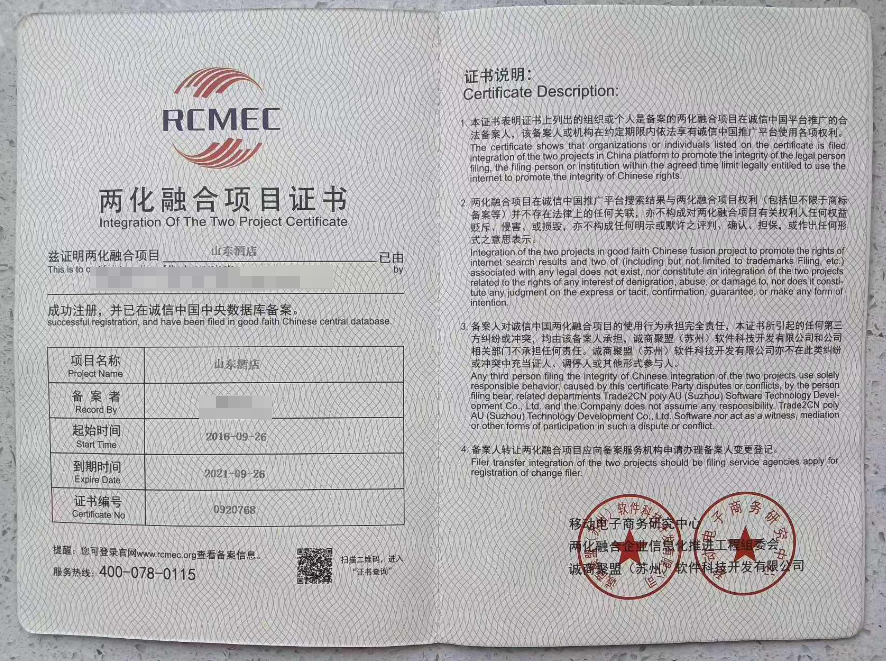 RCMEC
两化融合项目证书
Integration Of The Two Project Certificate
兹证明两化融合项目 山东酒店 已由
This is to c by
成功注册，并已在诚信中国中央数据库备案。
successful registration, and have been filed in good faith Chinese central database.
项目名称 山东酒店
Project Name
备案者
Record By
起始时间 2016-09-26
Start Time
到期时间 2021-09-26
Expire Date
证书编号 0920768
Certificate No
提醒：您可登录官网www.rcmec.org查看备案信息。
服务热线：400-078-0115
扫描二维码，进入
“证书查询”
证书说明：
Certificate Description:
1. 本证书表明证书上列出的组织或个人是备案的两化融合项目在诚信中国平台推广的合
法备案人，该备案人或机构在约定期限内依法享有诚信中国推广平台使用各项权利。
The certificate shows that organizations or individuals listed on the certificate is filed
integration of the two projects in China platform to promote the integrity of the legal person
filing, the filing person or institution within the agreed time limit legally entitled to use the
internet to promote the integrity of Chinese rights.
2. 两化融合项目在诚信中国推广平台搜索结果与两化融合项目权利（包括但不限于商标
备案等）并不存在法律上的任何关联，亦不构成对两化融合项目有关权利人任何权益
贬斥、侵害、或损毁，亦不构成任何明示或默许之评判、确认、担保，或作出任何形
式之意思表示。
Integration of the two projects in good faith Chinese fusion project to promote the rights of
internet search results and two of (including but not limited to trademarks Filing, etc.)
associated with any legal does not exist, nor constitute an integration of the two projects
related to the rights of any interest of denigration, abuse, or damage to, nor does it consti-
tute any judgment on the express or tacit, confirmation, guarantee, or make any form of
intention.
3. 备案人对诚信中国两化融合项目的使用行为承担完全责任，本证书所引起的任何第三
方纠纷或冲突，均由该备案人承担，诚商聚盟（苏州）软件科技开发有限公司和公司
相关部门不承担任何责任。诚商聚盟（苏州）软件科技开发有限公司亦不在此类纠纷
或冲突中充当证人、调停人或其他形式参与人．
Any third person filing the integrity of Chinese integration of the two projects use solely
responsible behavior, caused by this certificate Party disputes or conflicts, by the person
filing bear, related departments Trade2CN poly AU (Suzhou) Software Technology Devel-
opment Co., Ltd. and the Company does not assume any responsibility. Trade2CN poly
AU (Suzhou) Technology Development Co., Ltd. Software nor act as a witness, mediation
or other forms of participation in such a dispute or conflict.
4. 备案人转让两化融合项目应向备案服务机构申请办理备案人变更登记。
Filer transfer integration of the two projects should be filing service agencies apply for
registration of change filer.
移动电子商务研究中心
两化融合企业信息化推进工程组委会
诚商聚盟（苏州）软件科技开发有限公司